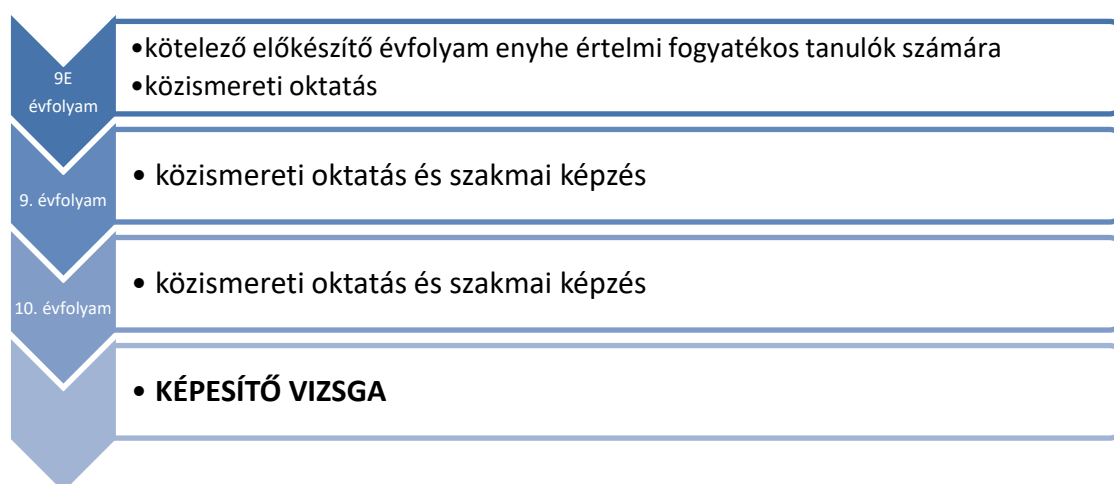 9E
évfolyam
•kötelező előkészítő évfolyam enyhe értelmi fogyatékos tanulók számára
•közismereti oktatás
9. évfolyam
• közismereti oktatás és szakmai képzés
10. évfolyam
• közismereti oktatás és szakmai képzés
• KÉPESÍTŐ VIZSGA